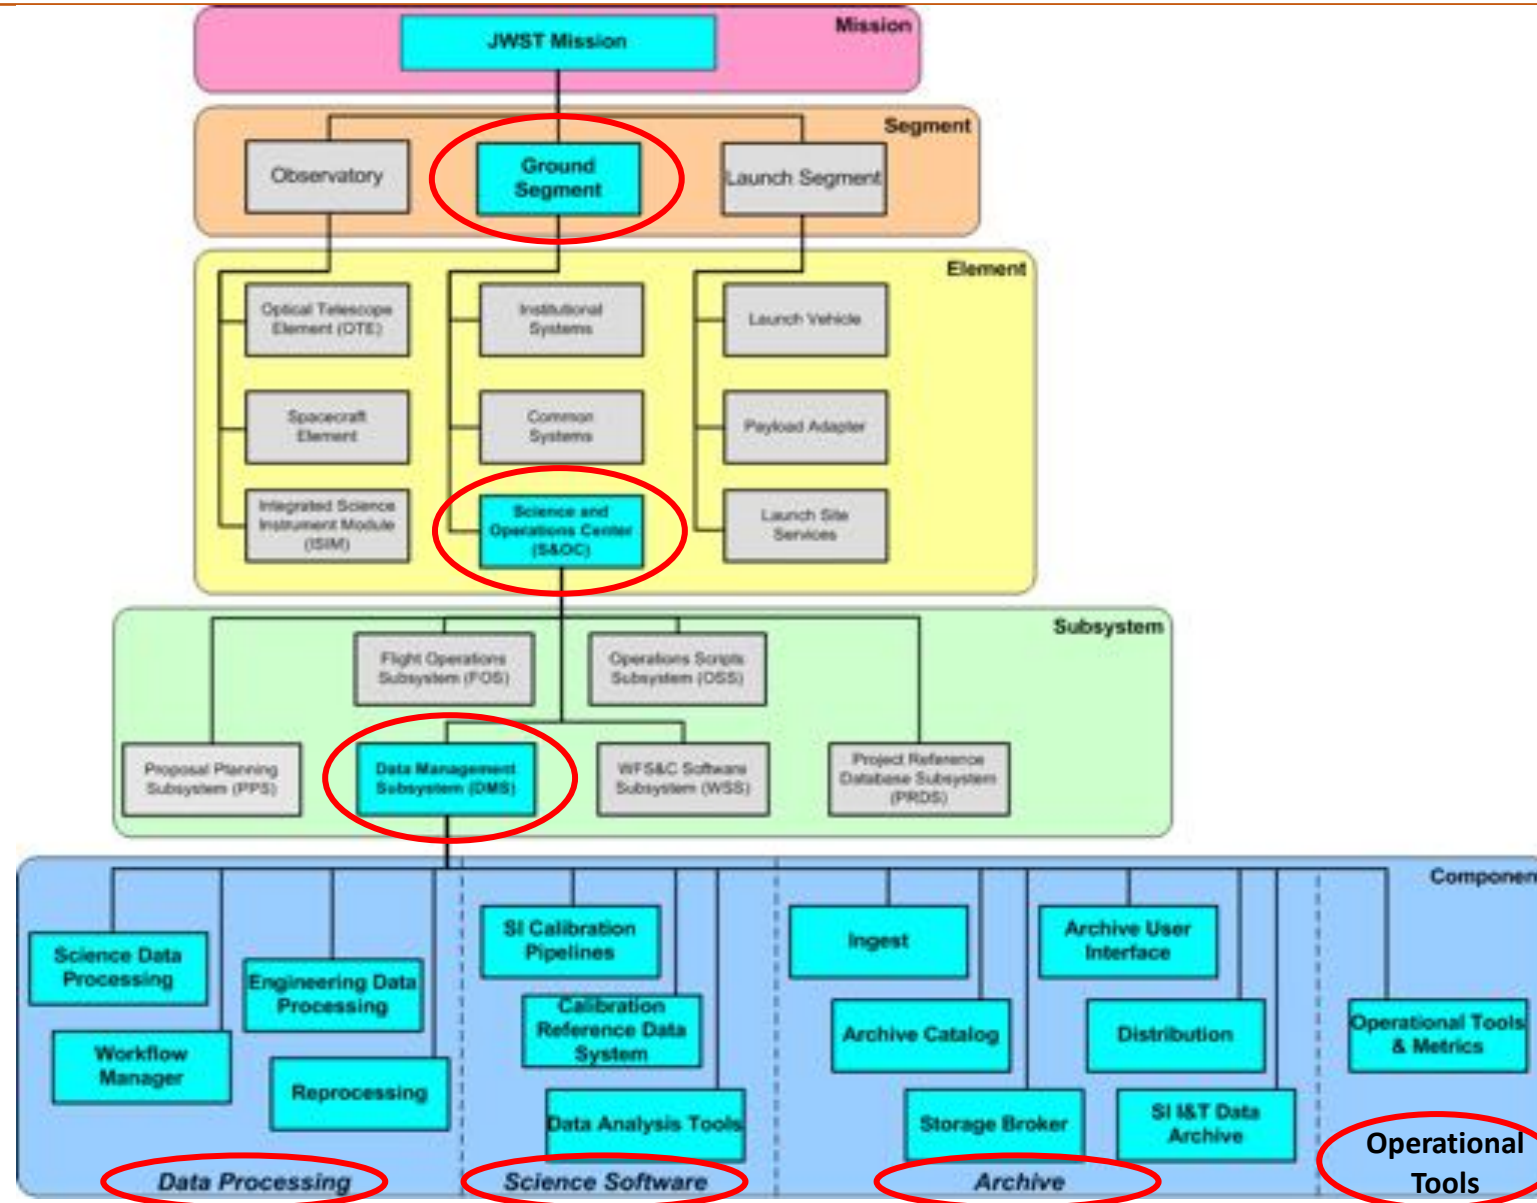 Mission
JWST Mission
Segment
Observatory
Ground
Segment
Launch Segment
Element
Optical Telescope
Element (OTE)
Institutional
Systems
Launch Vehicle
Spacecraft
Element
Common
Systems
Payload Adapter
Integrated Science
Instrument Module
(ISIM)
Science and
Operations Center
(S&OC)
Launch Site
Services
Subsystem
Flight Operations
Subsystem (FOS)
Operations Scripts
Subsystem (OSS)
Proposal Planning
Subsystem (PPS)
Data Management
Subsystem (DMS)
WFS&C Software
Subsystem (WSS)
Project Reference
Database Subsystem
(PRDS)
Componen
Science Data
Processing
Engineering Data
Processing
Workflow
Manager
Reprocessing
SI Calibration
Pipelines
Calibration
Reference Data
System
Data Analysis Tools
Ingest
Archive User
Interface
Archive Catalog
Distribution
Storage Broker
SI I&T Data
Archive
Operational Tools
& Metrics
Data Processing
Science Software
Archive
Operational
Tools